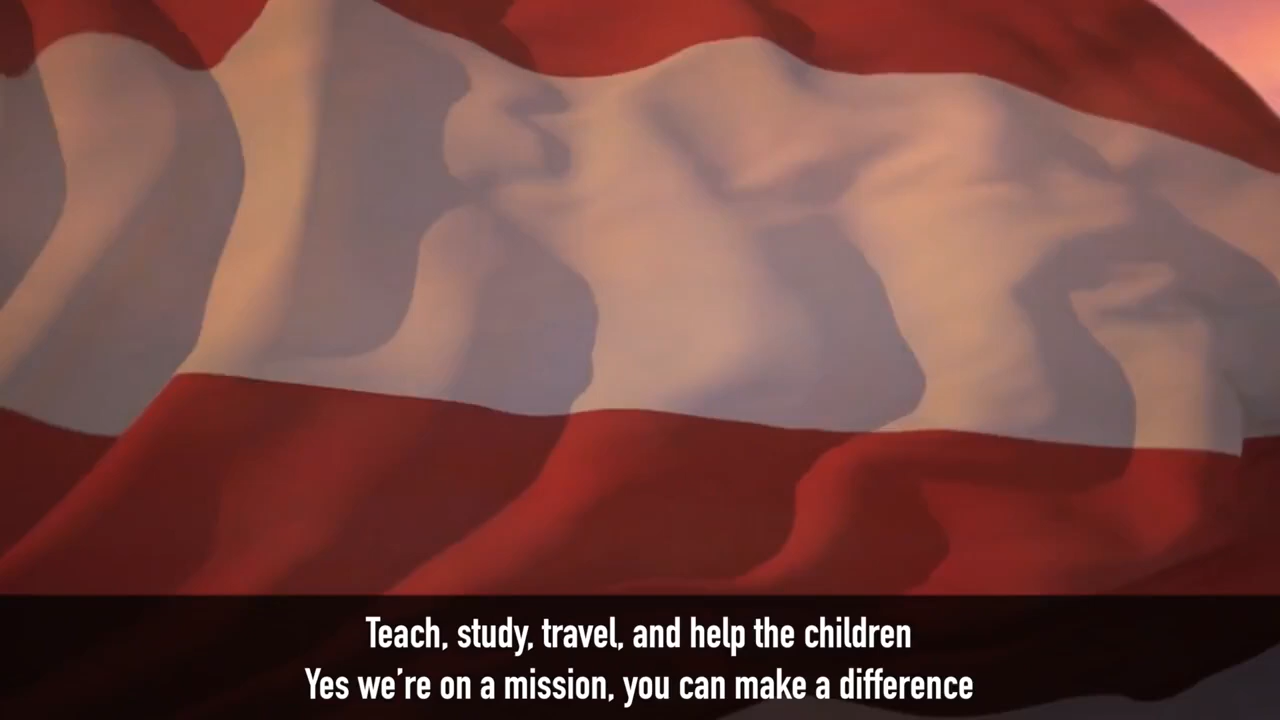 Teach, study, travel, and help the children
Yes we're on a mission, you can make a difference